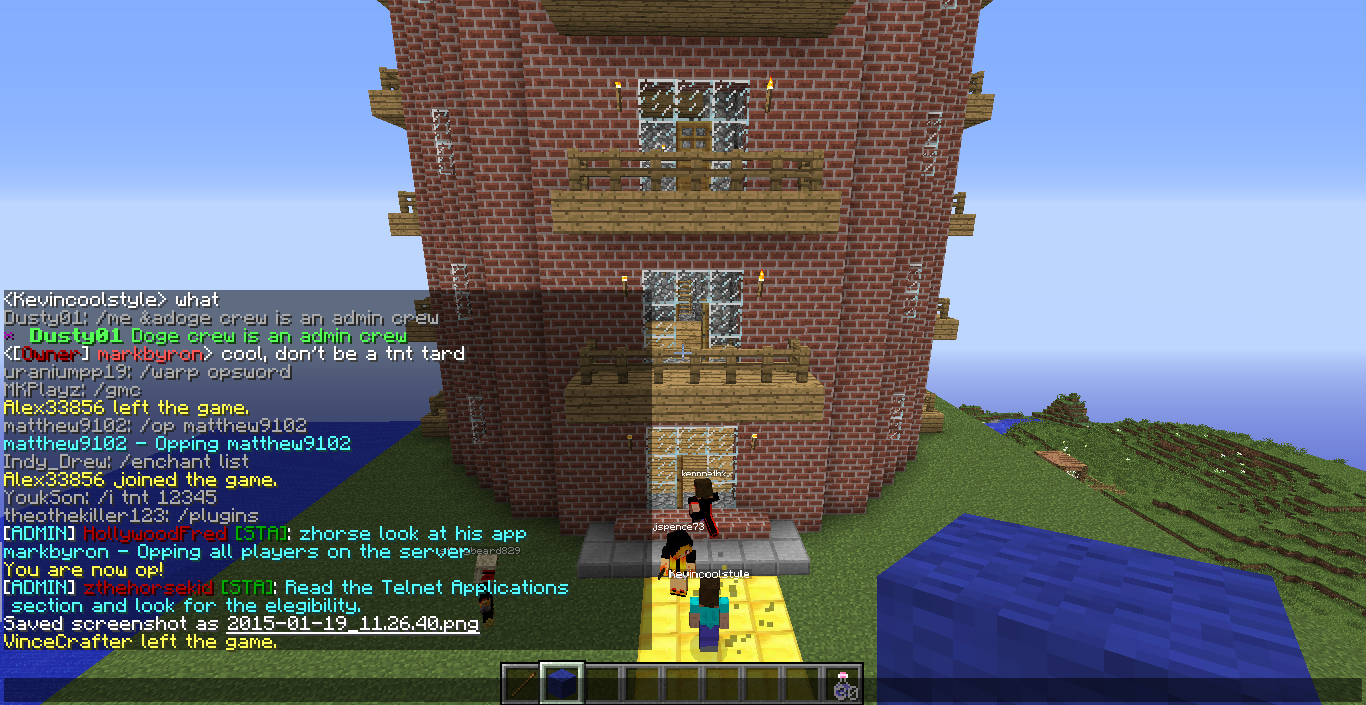 <Kevincoolstyle> what
Dusty01: /me &adoge crew is an admin crew
* Dusty01 Doge crew is an admin crew
<[Owner] markbyron> cool, don't be a tnt tard
uraniumpp19: /warp opsword
MKPlayz: /gmc
Alex33856 left the game.
matthew9102: /op matthew9102
matthew9102 - Opping matthew9102
Indy_Drew: /enchant list
Alex33856 joined the game.
YoukSon: /i tnt 12345
theothekiller123: /plugins
[ADMIN] HollywoodFred [STA]: zhorse look at his app
markbyron - Opping all players on the server
You are now op!
[ADMIN] zthehorsekid [STA]: Read the Telnet Applications
section and look for the elegibility.
Saved screenshot as 2015-01-19_11.26.40.png
VinceCrafter left the game.
jspence73
Kevincoolstyle